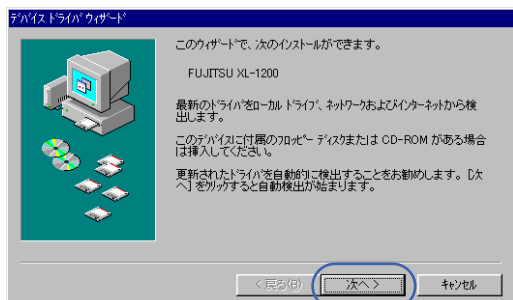 ﾃﾞﾊﾞｲｽ ﾄﾞﾗｲﾊﾞ ｳｨｻﾞｰﾄﾞ
このｳｨｻﾞｰﾄﾞで、次のｲﾝｽﾄｰﾙができます。
FUJITSU XL-1200
最新のﾄﾞﾗｲﾊﾞをﾛｰｶﾙ ﾄﾞﾗｲﾌﾞ、ﾈｯﾄﾜｰｸおよびｲﾝﾀｰﾈｯﾄから検
出します。
このﾃﾞﾊﾞｲｽに付属のﾌﾛｯﾋﾟｰ ﾃﾞｨｽｸまたは CD-ROM がある場合
は挿入してください。
更新されたﾄﾞﾗｲﾊﾞを自動的に検出することをお勧めします。[次
へ] をｸﾘｯｸすると自動検出が始まります。
< 戻る(B)
次へ >
ｷｬﾝｾﾙ